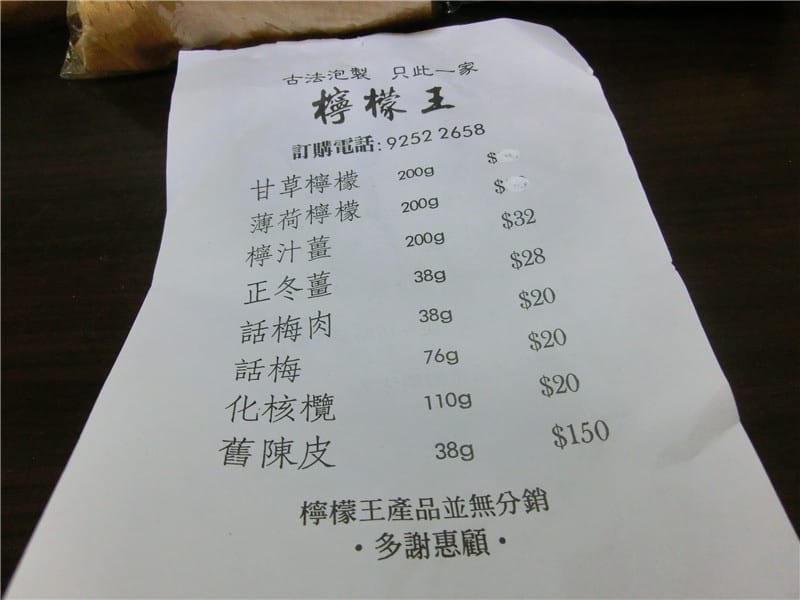 古法泡製 只此一家
檸檬王
訂購電話:9252 2658
甘草檸檬 200g $
薄荷檸檬 200g $
檸汁薑 200g $32
正冬薑 38g $28
話梅肉 38g $20
話梅 76g $20
化核欖 110g $20
舊陳皮 38g $150
檸檬王產品並無分銷
·多謝惠顧·